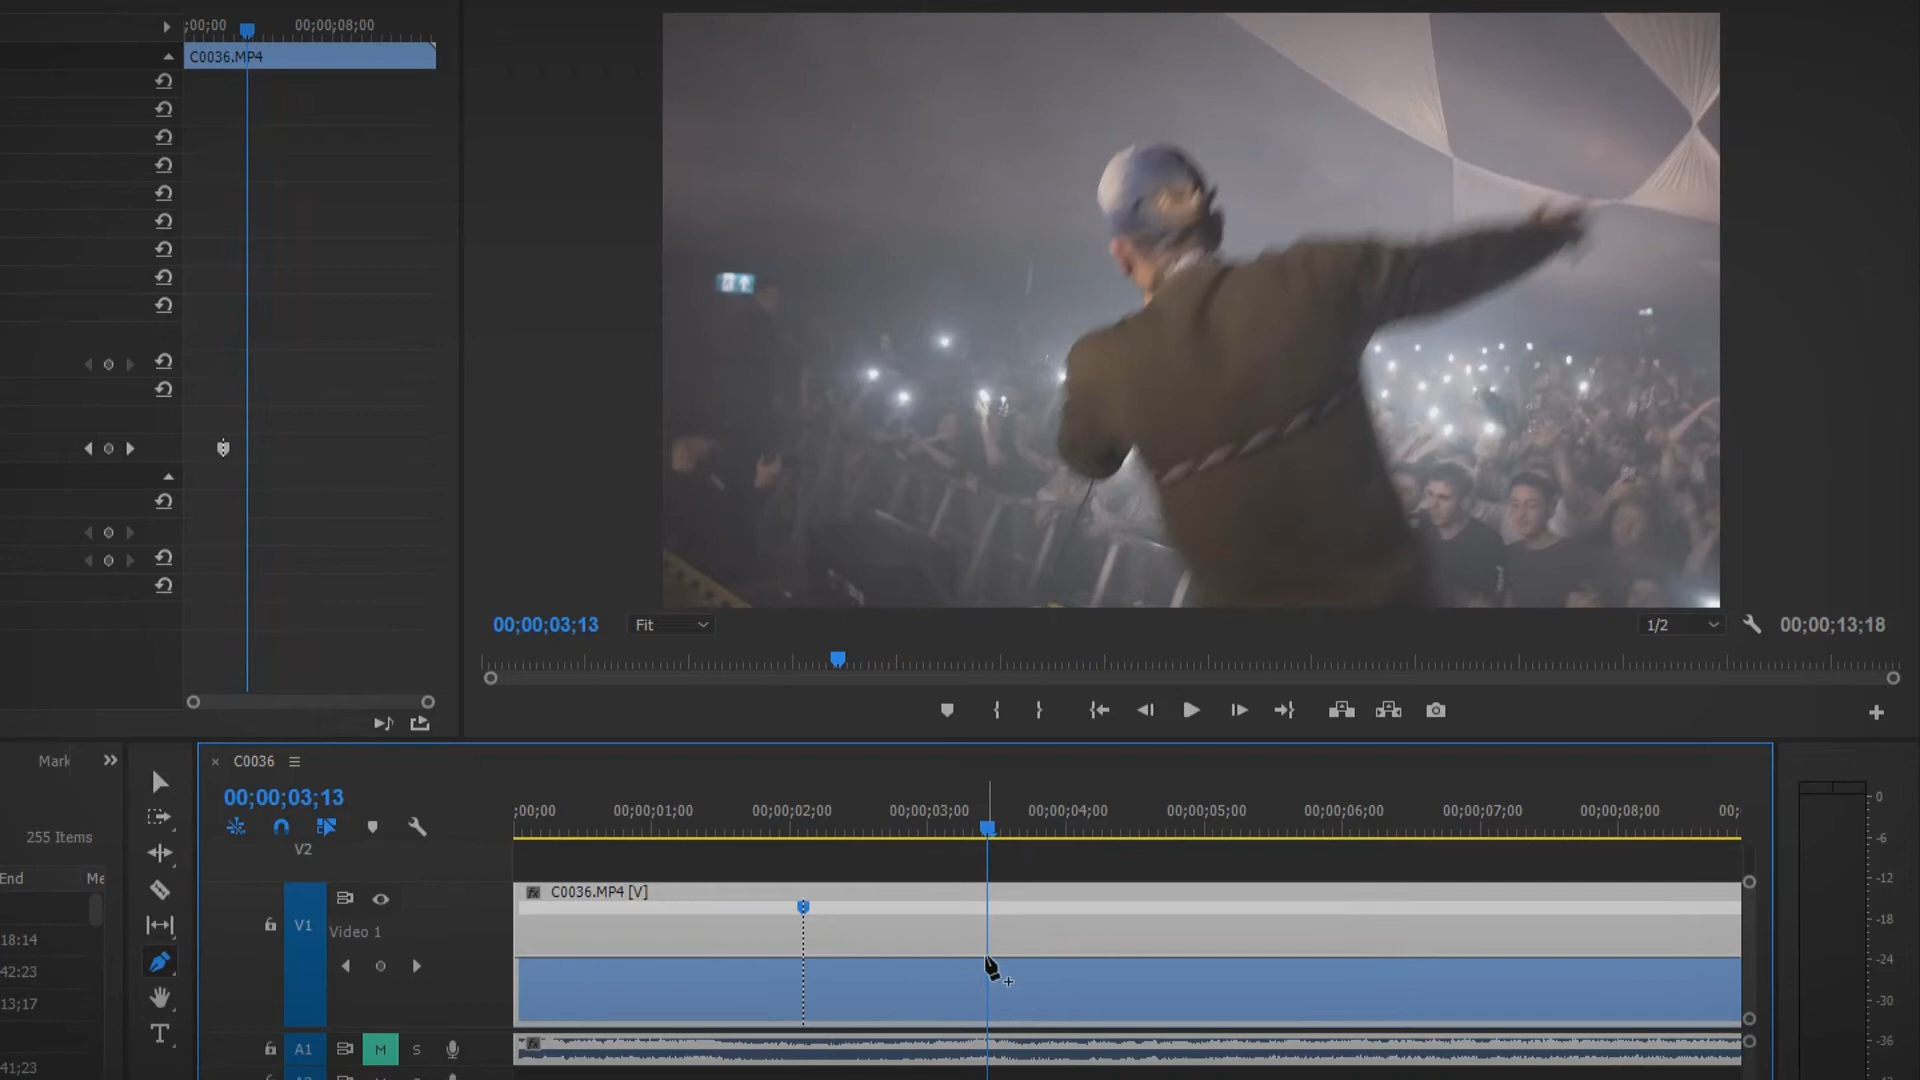 ;00;00
00;00;08;00
C0036.MP4
00;00;03;13
Fit
1/2
00;00;13;18
Mark
C0036
00;00;03;13
;00;00
00;00;01;00
00;00;02;00
00;00;03;00
00;00;04;00
00;00;05;00
00;00;06;00
00;00;07;00
00;00;08;00
00;
255 Items
V2
End
Me
fx C0036.MP4 [V]
V1
Video 1
18:14
42:23
13;17
T
A1
M
S
fx
41;23
0
-6
-12
-18
-24
-30
-36